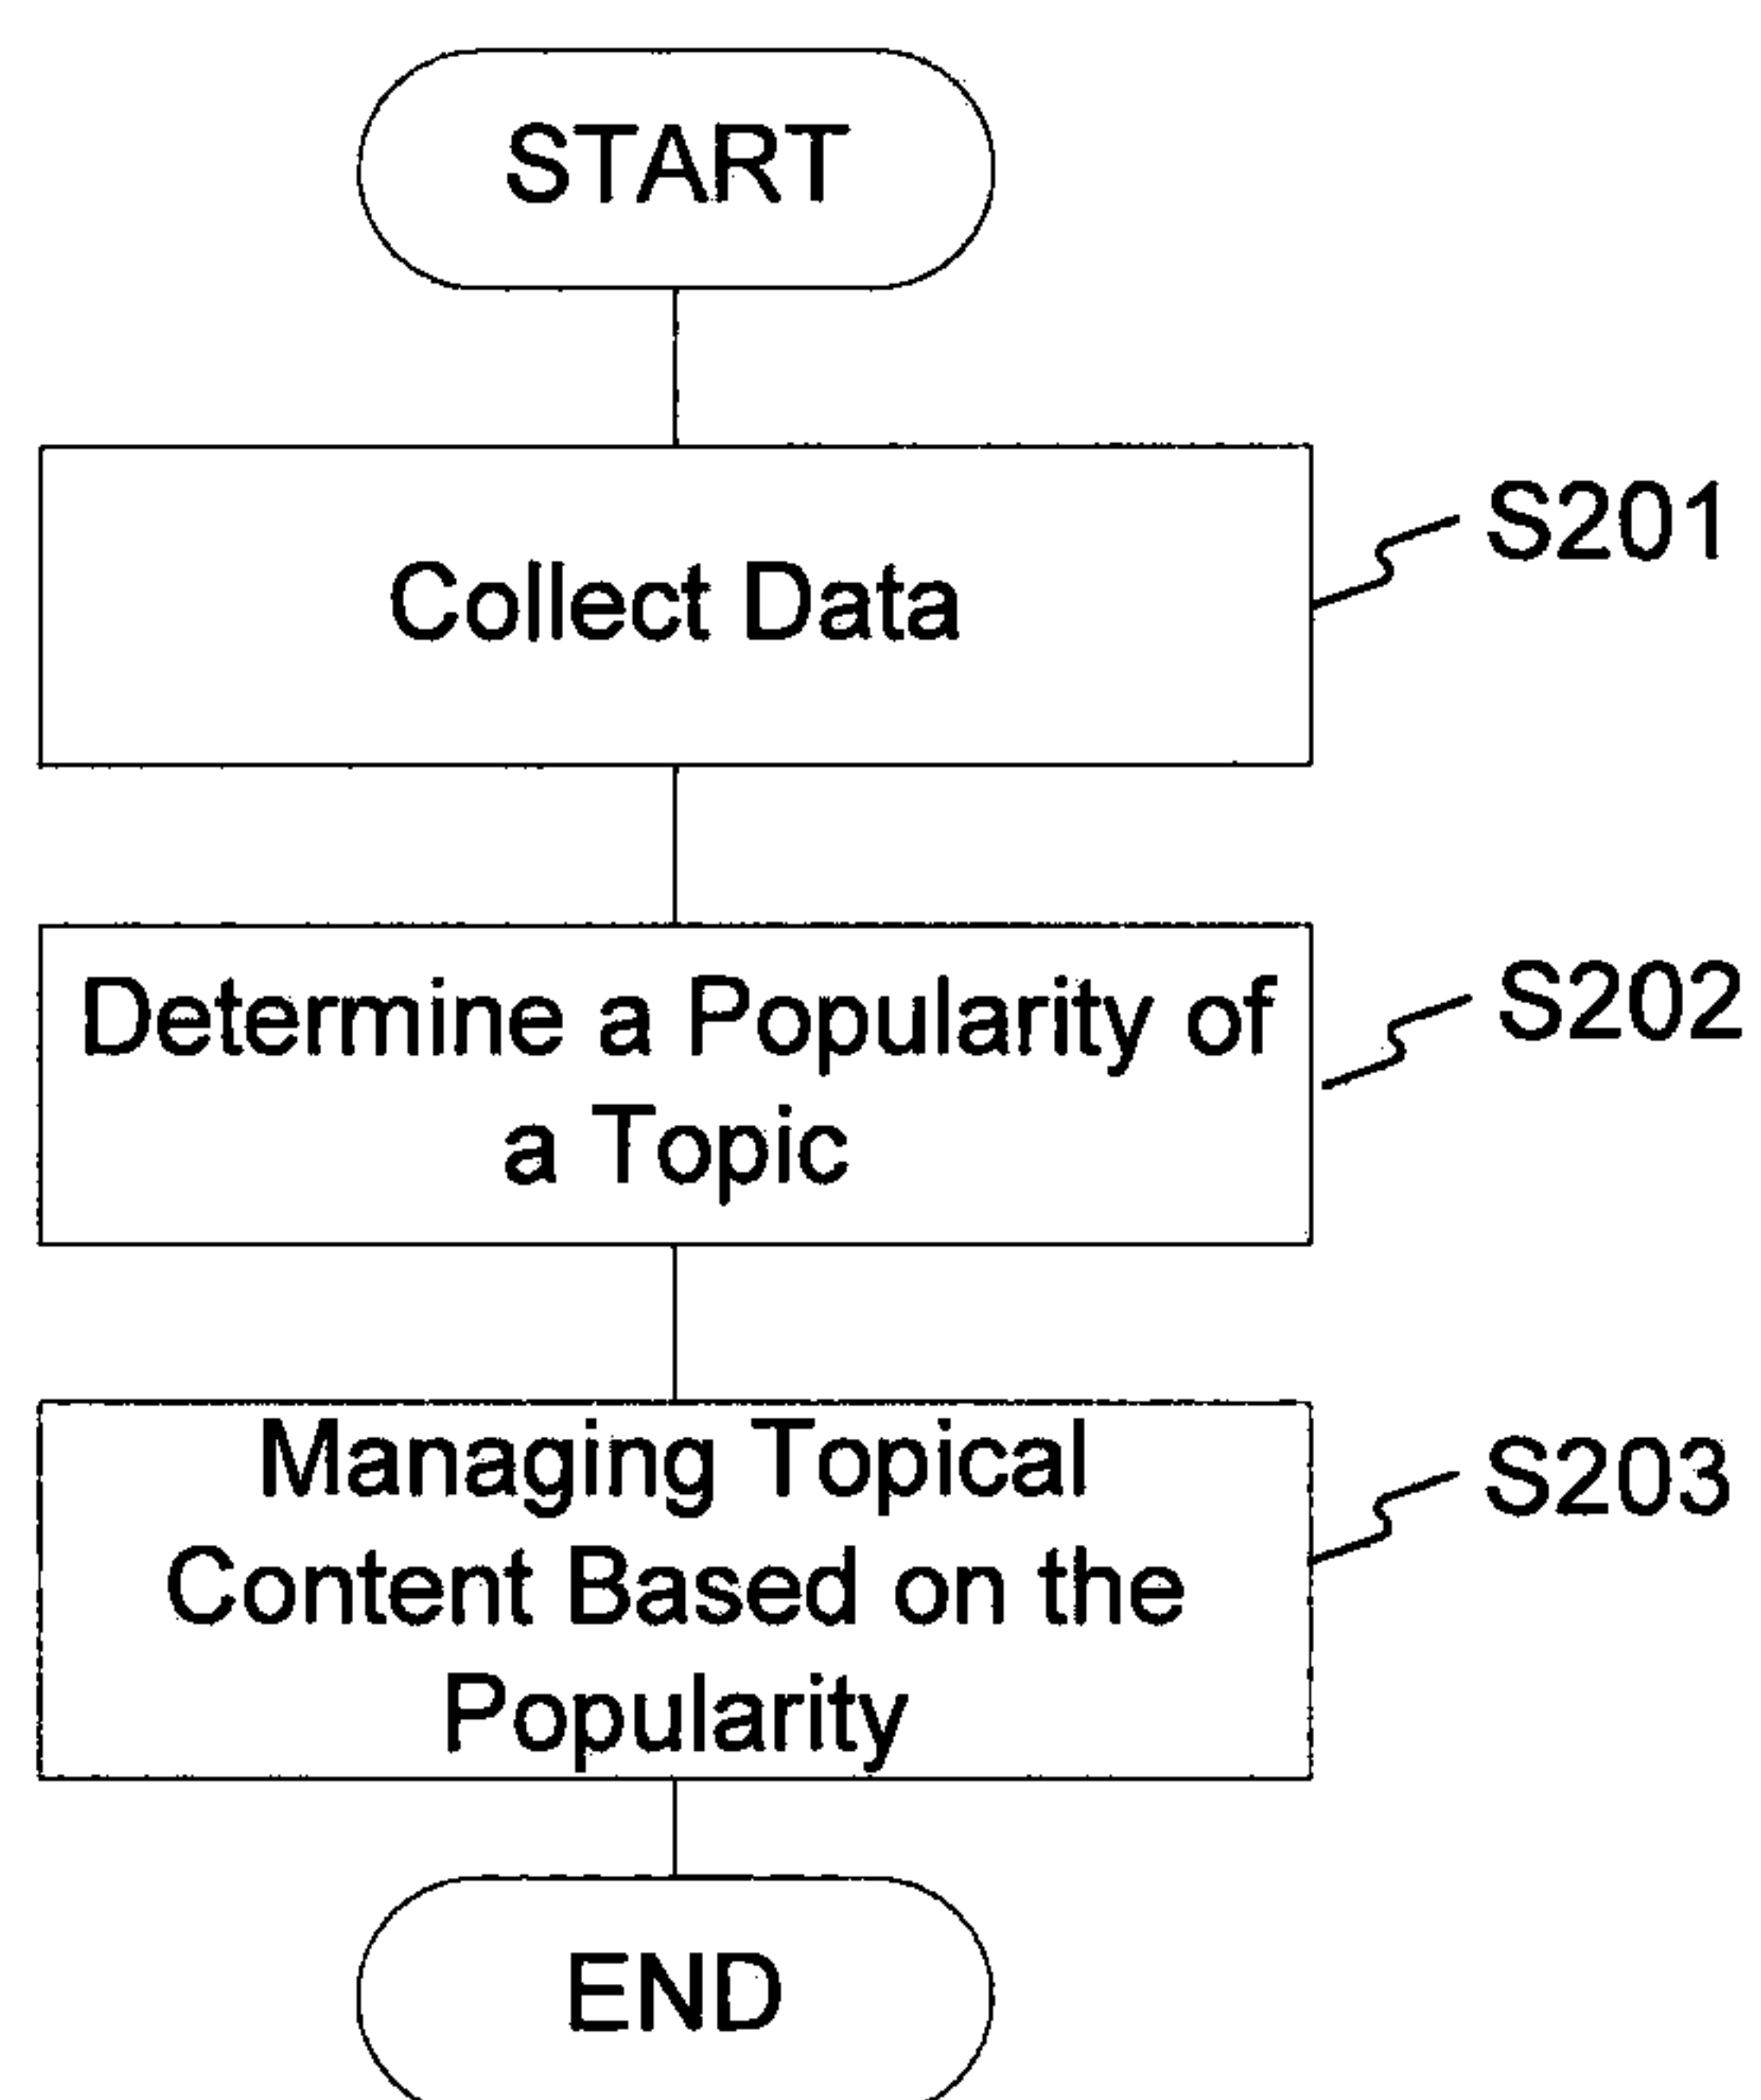 START
Collect Data
S201
Determine a Popularity of
a Topic
S202
Managing Topical
Content Based on the
Popularity
S203
END